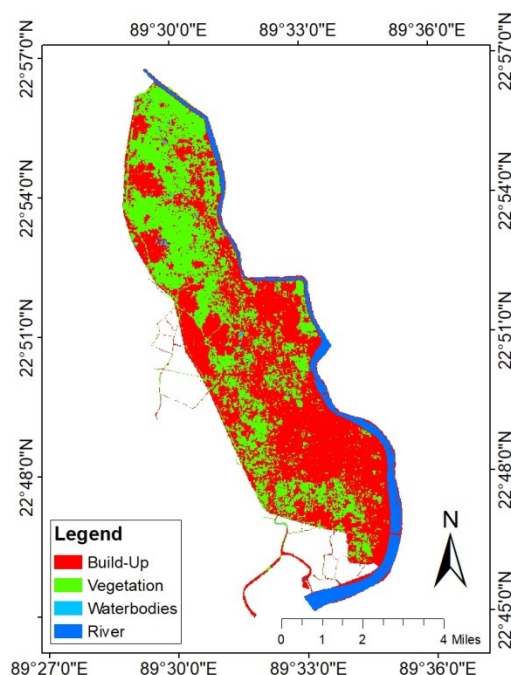 89°30'0"E 89°33'0"E 89°36'0"E
22°57'0"N 22°57'0"N
22°54'0"N 22°54'0"N
22°51'0"N 22°51'0"N
22°48'0"N 22°48'0"N
22°45'0"N
Legend
Build-Up
Vegetation
Waterbodies
River
N
0 1 2 4 Miles
89°27'0"E 89°30'0"E 89°33'0"E 89°36'0"E